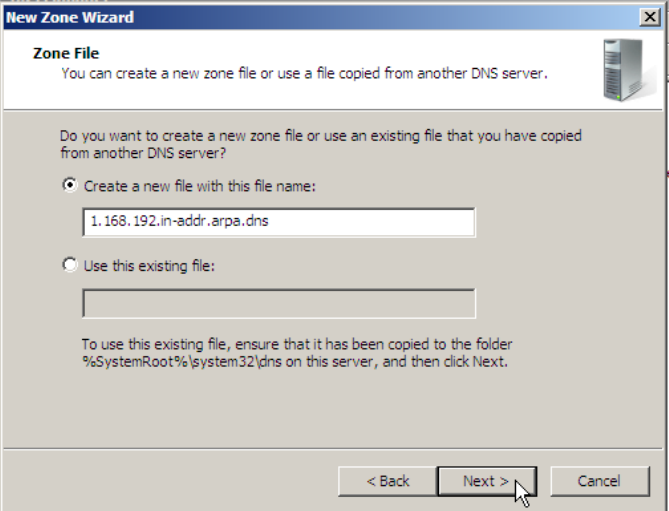 New Zone Wizard
Zone File
You can create a new zone file or use a file copied from another DNS server.
Do you want to create a new zone file or use an existing file that you have copied
from another DNS server?
Create a new file with this file name:
1.168.192.in-addr.arpa.dns
Use this existing file:
To use this existing file, ensure that it has been copied to the folder
%SystemRoot%\system32\dns on this server, and then click Next.
< Back
Next >
Cancel